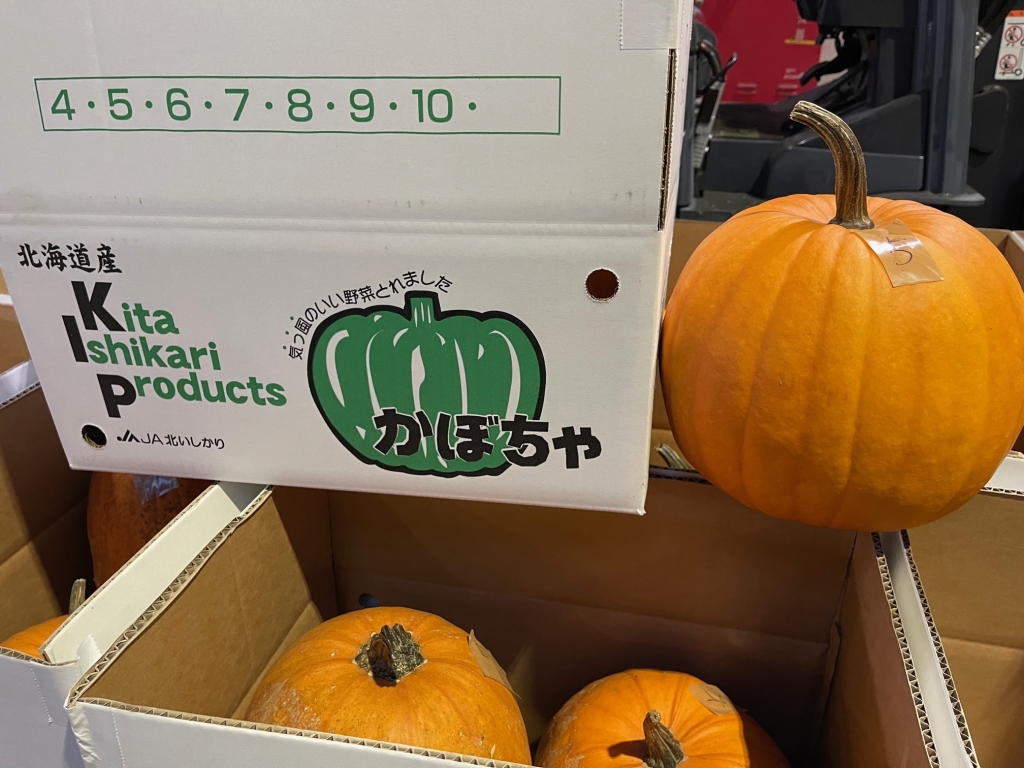 4・5・6・7・8・9・10・
北海道産
Kita
Ishikari
Products
JA JA北いしかり
気っ風のいい野菜とれました
かぼちゃ
5